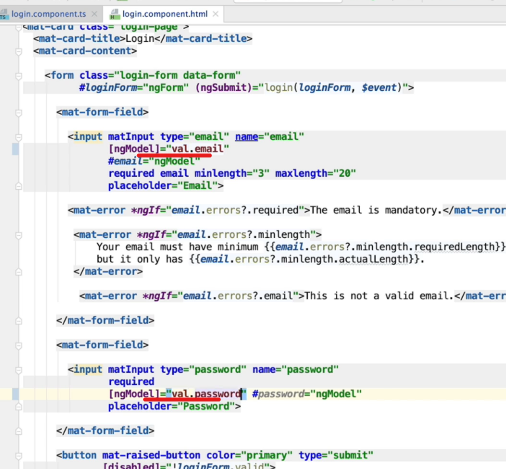 login.component.ts × login.component.html ×
<mat-card class="login-page">
<mat-card-title>Login</mat-card-title>
<mat-card-content>
<form class="login-form data-form"
#loginForm="ngForm" (ngSubmit)="login(loginForm, $event)">
<mat-form-field>
<input matInput type="email" name="email"
[ngModel]="val.email"
#email="ngModel"
required email minlength="3" maxlength="20"
placeholder="Email">
<mat-error *ngIf="email.errors?.required">The email is mandatory.</mat-error
<mat-error *ngIf="email.errors?.minlength">
Your email must have minimum {{email.errors?.minlength.requiredLength}}
but it only has {{email.errors?.minlength.actualLength}}.
</mat-error>
<mat-error *ngIf="email.errors?.email">This is not a valid email.</mat-err
</mat-form-field>
<mat-form-field>
<input matInput type="password" name="password"
required
[ngModel]="val.password" #password="ngModel"
placeholder="Password">
</mat-form-field>
<button mat-raised-button color="primary" type="submit"
[disabled]="!loginForm.valid">